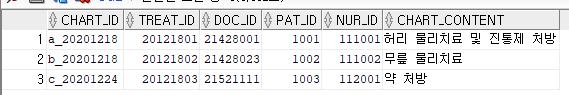 CHART_ID TREAT_ID DOC_ID PAT_ID NUR_ID CHART_CONTENT
1 a_20201218 20121801 21428001 1001 111001 허리 물리치료 및 진통제 처방
2 b_20201218 20121802 21428023 1002 111002 무릎 물리치료
3 c_20201224 20121803 21521111 1003 112001 약 처방